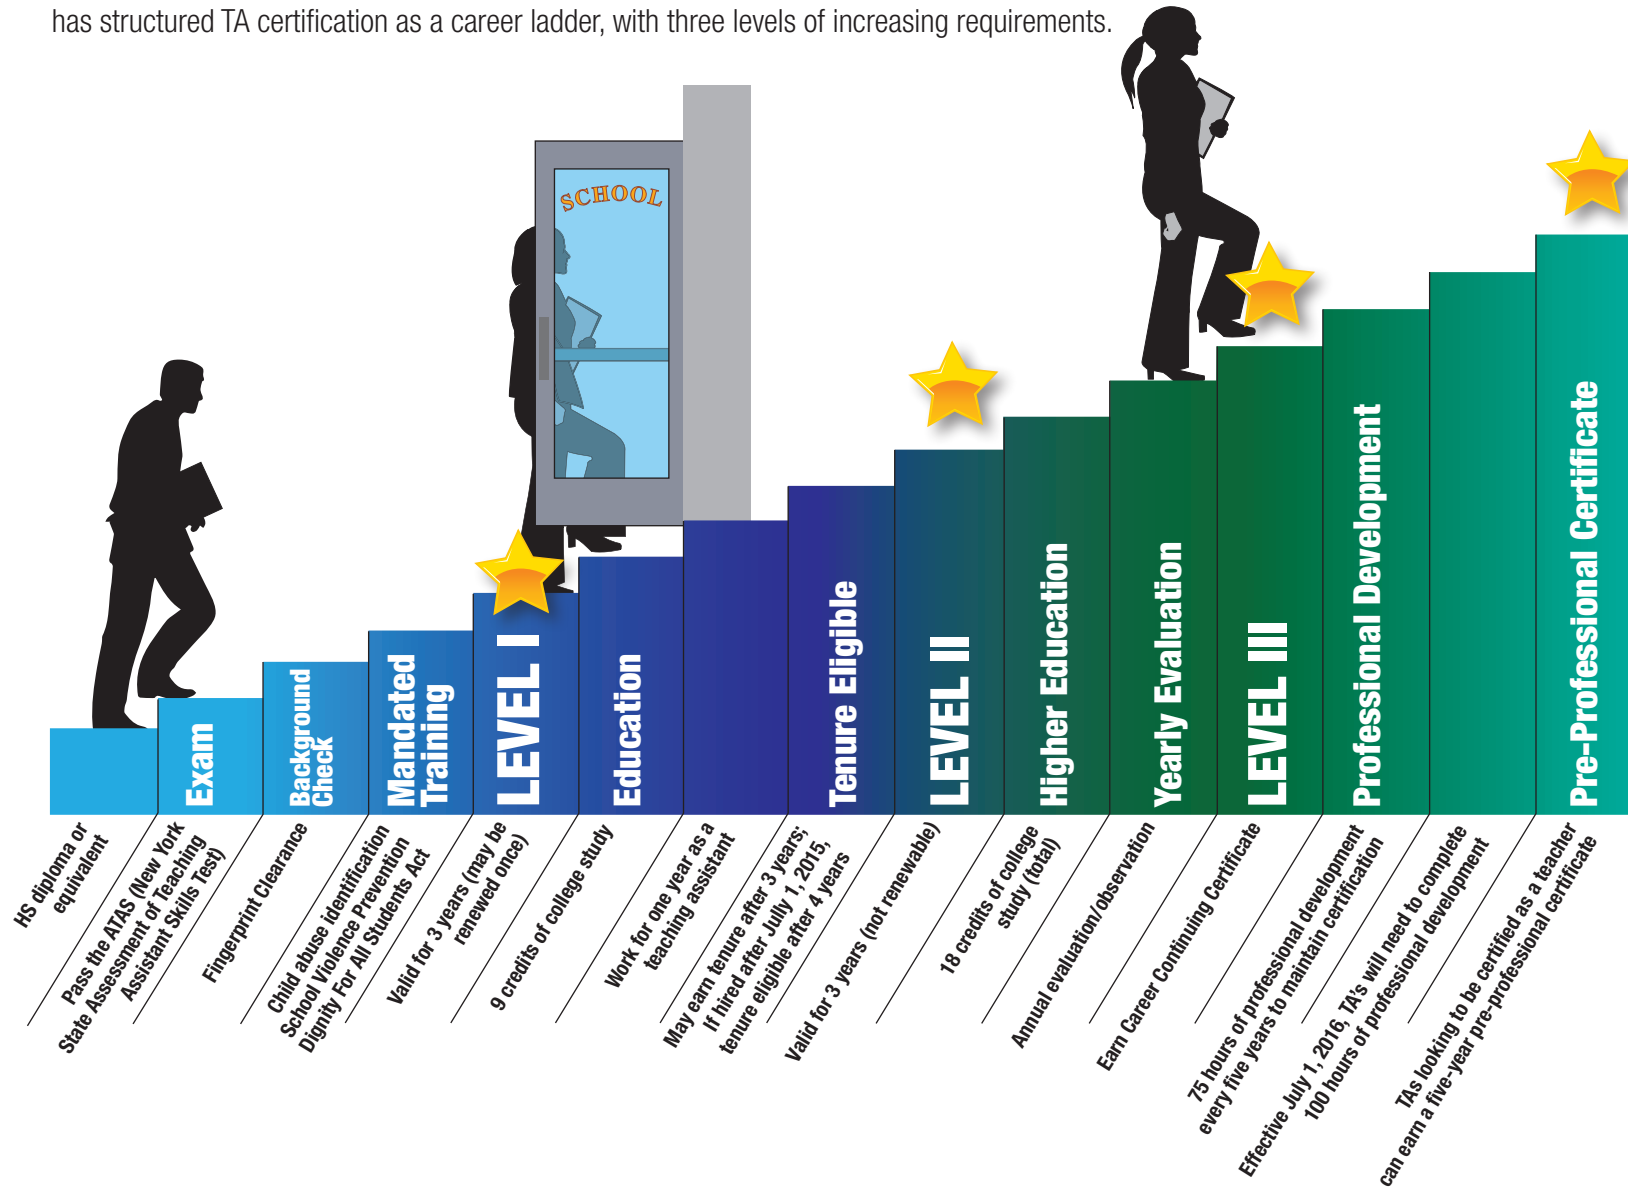 has structured TA certification as a career ladder, with three levels of increasing requirements.
SCHOOL
Exam
Background
Check
Mandated
Training
LEVEL I
Education
Tenure Eligible
LEVEL II
Higher Education
Yearly Evaluation
LEVEL III
Professional Development
Pre-Professional Certificate
HS diploma or
equivalent
Pass the ATAS (New York
State Assessment of Teaching
Assistant Skills Test)
Fingerprint Clearance
Child abuse identification
School Violence Prevention
Dignity For All Students Act
Valid for 3 years (may be
renewed once)
9 credits of college study
Work for one year as a
teaching assistant
May earn tenure after 3 years;
If hired after Jully 1, 2015,
tenure eligible after 4 years
Valid for 3 years (not renewable)
18 credits of college
study (total)
Annual evaluation/observation
Earn Career Continuing Certificate
75 hours of professional development
every five years to maintain certification
Effective July 1, 2016, TA's will need to complete
100 hours of professional development
TAs looking to be certified as a teacher
can earn a five-year pre-professional certificate